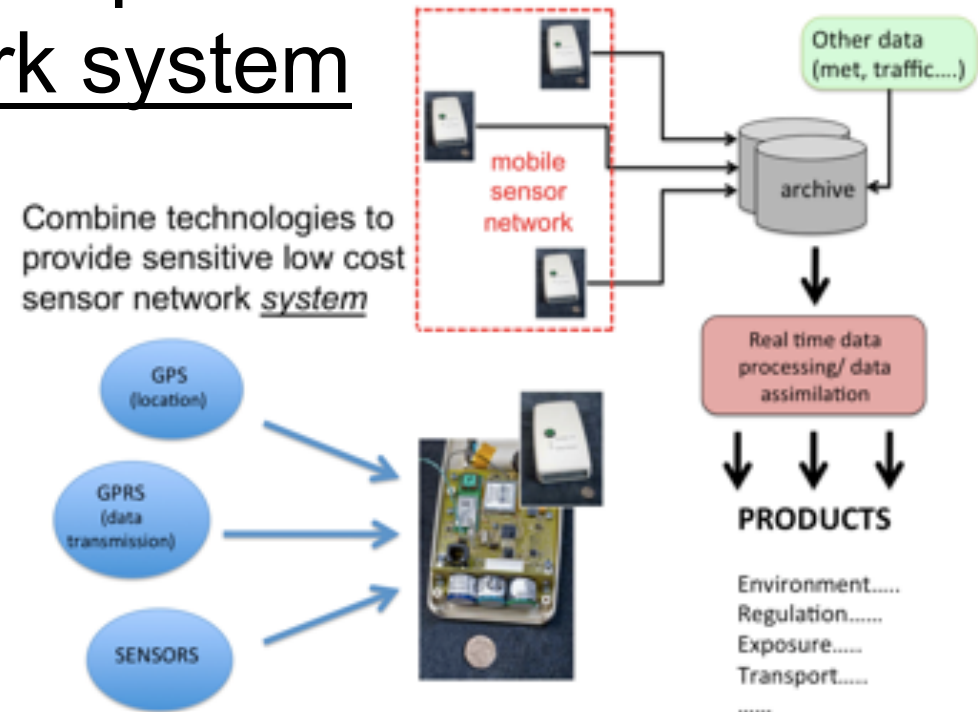 rk system
Combine technologies to
provide sensitive low cost
sensor network system
mobile
sensor
network
Other data
(met, traffic....)
archive
Real time data
processing/ data
assimilation
PRODUCTS
Environment.....
Regulation......
Exposure.....
Transport.....
......
GPS
(location)
GPRS
(data
transmission)
SENSORS